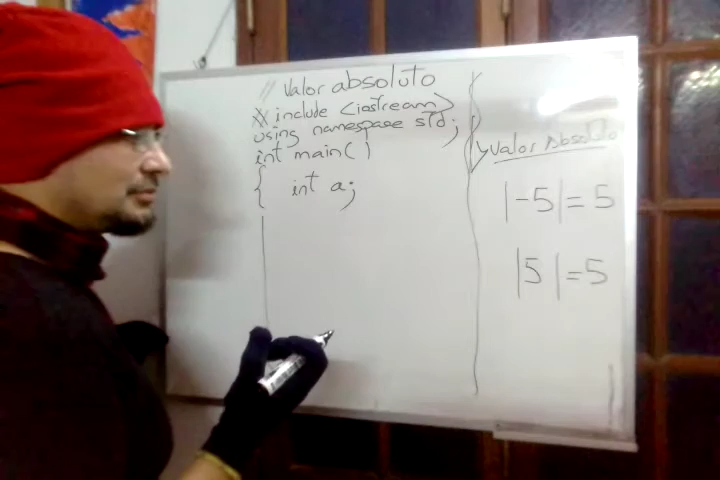 // Valor absoluto
# include <iostream>
using namespace std;
int main()
{ int a;
Valor Absoluto
|-5|=5
|5|=5